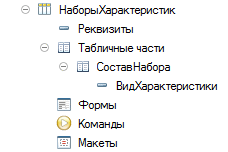 НаборыХарактеристик
Реквизиты
Табличные части
СоставНабора
ВидХарактеристики
Формы
Команды
Макеты